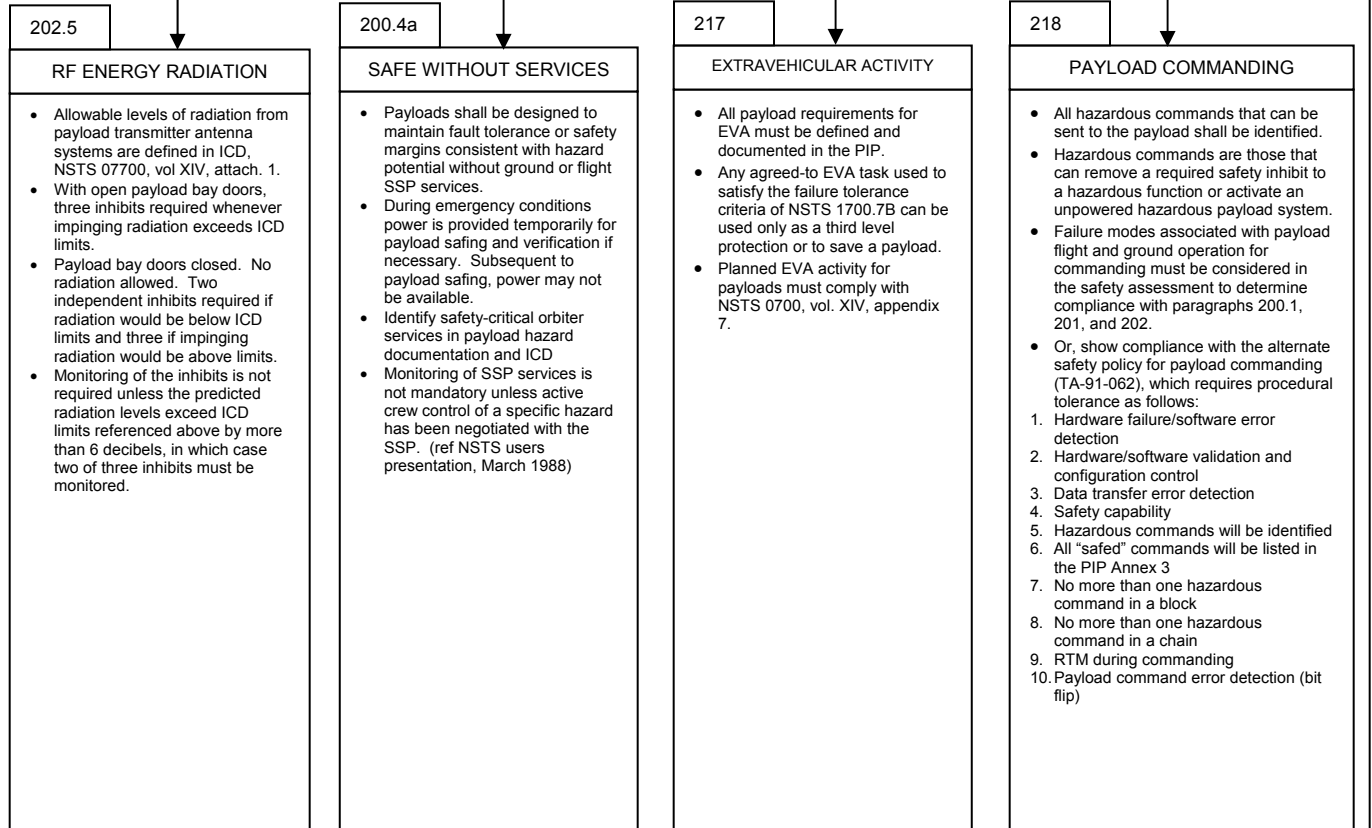 202.5
RF ENERGY RADIATION
• Allowable levels of radiation from
payload transmitter antenna
systems are defined in ICD,
NSTS 07700, vol XIV, attach. 1.
• With open payload bay doors,
three inhibits required whenever
impinging radiation exceeds ICD
limits.
• Payload bay doors closed. No
radiation allowed. Two
independent inhibits required if
radiation would be below ICD
limits and three if impinging
radiation would be above limits.
• Monitoring of the inhibits is not
required unless the predicted
radiation levels exceed ICD
limits referenced above by more
than 6 decibels, in which case
two of three inhibits must be
monitored.
200.4a
SAFE WITHOUT SERVICES
• Payloads shall be designed to
maintain fault tolerance or safety
margins consistent with hazard
potential without ground or flight
SSP services.
• During emergency conditions
power is provided temporarily for
payload safing and verification if
necessary. Subsequent to
payload safing, power may not
be available.
• Identify safety-critical orbiter
services in payload hazard
documentation and ICD
• Monitoring of SSP services is
not mandatory unless active
crew control of a specific hazard
has been negotiated with the
SSP. (ref NSTS users
presentation, March 1988)
217
EXTRAVEHICULAR ACTIVITY
• All payload requirements for
EVA must be defined and
documented in the PIP.
• Any agreed-to EVA task used to
satisfy the failure tolerance
criteria of NSTS 1700.7B can be
used only as a third level
protection or to save a payload.
• Planned EVA activity for
payloads must comply with
NSTS 0700, vol. XIV, appendix
7.
218
PAYLOAD COMMANDING
• All hazardous commands that can be
sent to the payload shall be identified.
• Hazardous commands are those that
can remove a required safety inhibit to
a hazardous function or activate an
unpowered hazardous payload system.
• Failure modes associated with payload
flight and ground operation for
commanding must be considered in
the safety assessment to determine
compliance with paragraphs 200.1,
201, and 202.
• Or, show compliance with the alternate
safety policy for payload commanding
(TA-91-062), which requires procedural
tolerance as follows:
1. Hardware failure/software error
detection
2. Hardware/software validation and
configuration control
3. Data transfer error detection
4. Safety capability
5. Hazardous commands will be identified
6. All “safed” commands will be listed in
the PIP Annex 3
7. No more than one hazardous
command in a block
8. No more than one hazardous
command in a chain
9. RTM during commanding
10. Payload command error detection (bit
flip)